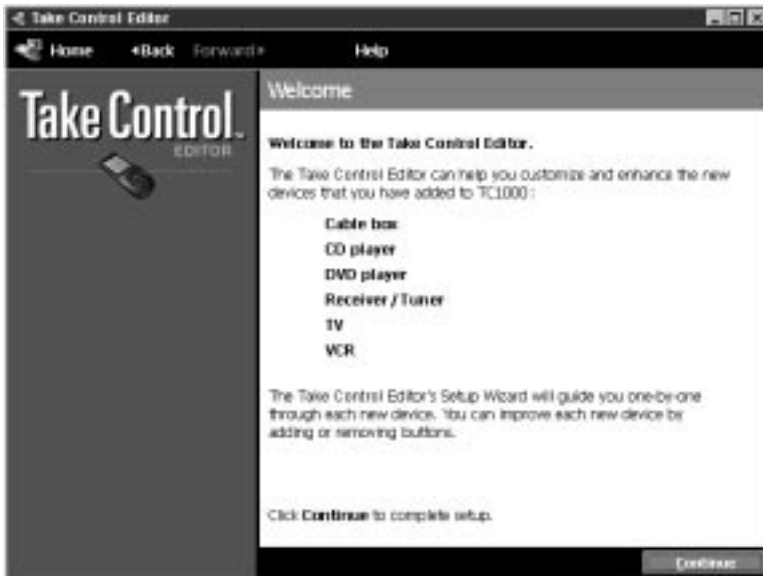 Take Control Editor
Home Back Forward Help
Take Control™
EDITOR
Welcome
Welcome to the Take Control Editor.
The Take Control Editor can help you customize and enhance the new
devices that you have added to TC1000:
Cable box
CD player
DVD player
Receiver / Tuner
TV
VCR
The Take Control Editor's Setup Wizard will guide you one-by-one
through each new device. You can improve each new device by
adding or removing buttons.
Click Continue to complete setup.
Continue